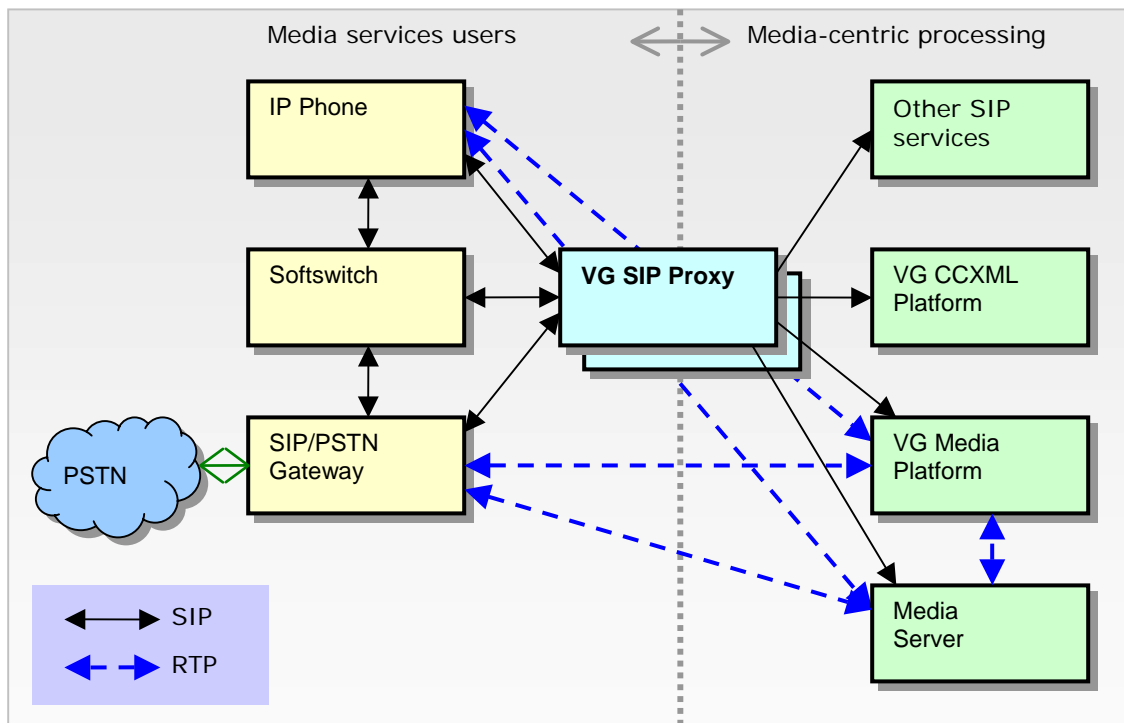 Media services users
Media-centric processing
IP Phone
Other SIP
services
Softswitch
VG SIP Proxy
VG CCXML
Platform
PSTN
SIP/PSTN
Gateway
VG Media
Platform
Media
Server
SIP
RTP